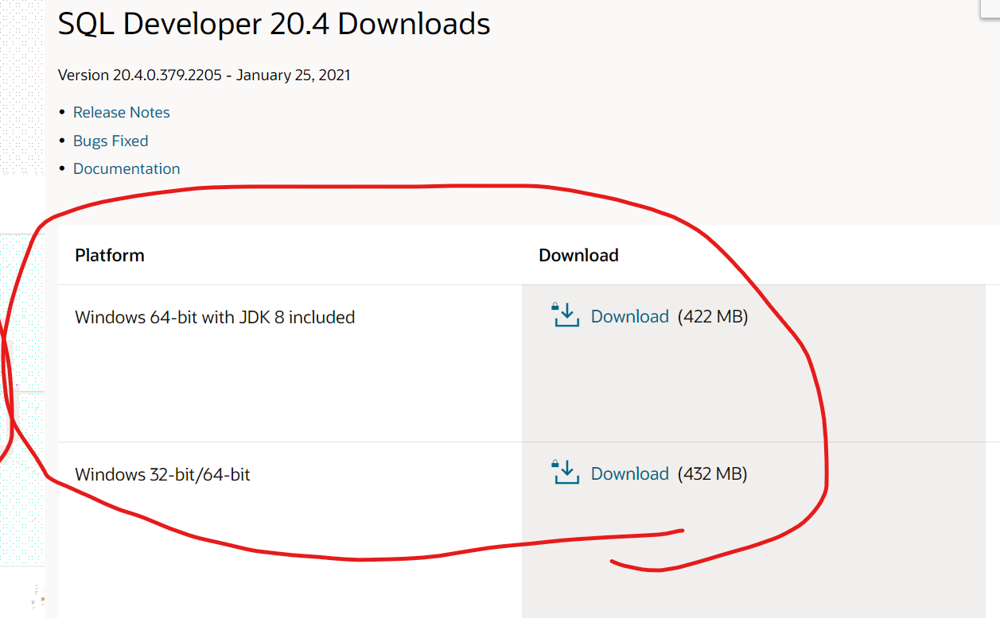 SQL Developer 20.4 Downloads
Version 20.4.0.379.2205 - January 25, 2021
• Release Notes
• Bugs Fixed
• Documentation
Platform Download
Windows 64-bit with JDK 8 included Download (422 MB)
Windows 32-bit/64-bit Download (432 MB)